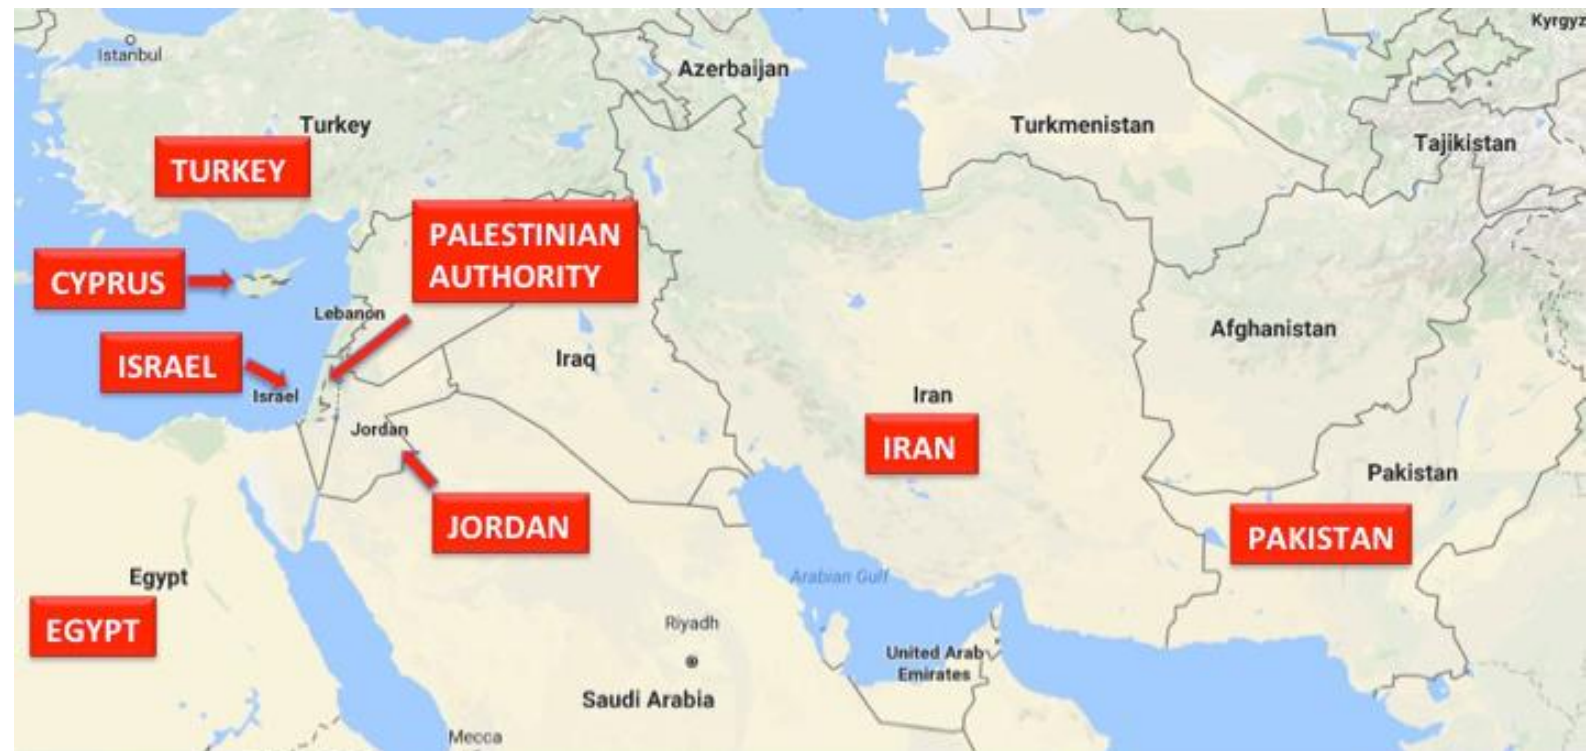 Kyrgyz
Istanbul
Azerbaijan
Turkey
Turkmenistan
Tajikistan
TURKEY
PALESTINIAN
AUTHORITY
CYPRUS
Lebanon
Afghanistan
ISRAEL
Iraq
Israel
Iran
Jordan
IRAN
Pakistan
JORDAN
PAKISTAN
Egypt
Arabian Gulf
EGYPT
Riyadh
United Arab
Emirates
Saudi Arabia
Mecca